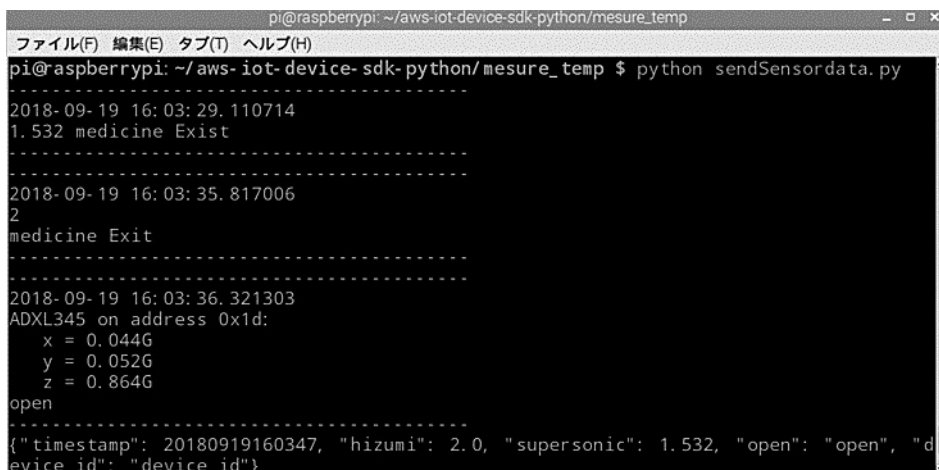 pi@raspberrypi: ~/aws-iot-device-sdk-python/mesure_temp
ファイル(F) 編集(E) タブ(T) ヘルプ(H)
pi@raspberrypi: ~/aws-iot-device-sdk-python/mesure_temp $ python sendSensordata.py
------------------------------------------
2018-09-19 16:03:29.110714
1.532 medicine Exist
------------------------------------------
------------------------------------------
2018-09-19 16:03:35.817006
2
medicine Exit
------------------------------------------
------------------------------------------
2018-09-19 16:03:36.321303
ADXL345 on address 0x1d:
   x = 0.044G
   y = 0.052G
   z = 0.864G
open
------------------------------------------
{"timestamp": 20180919160347, "hizumi": 2.0, "supersonic": 1.532, "open": "open", "d
evice_id": "device_id"}